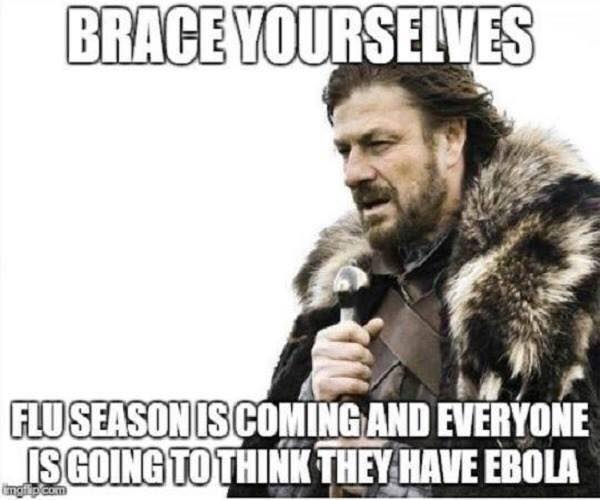 BRACE YOURSELVES
FLU SEASON IS COMING AND EVERYONE
IS GOING TO THINK THEY HAVE EBOLA
imgflip.com